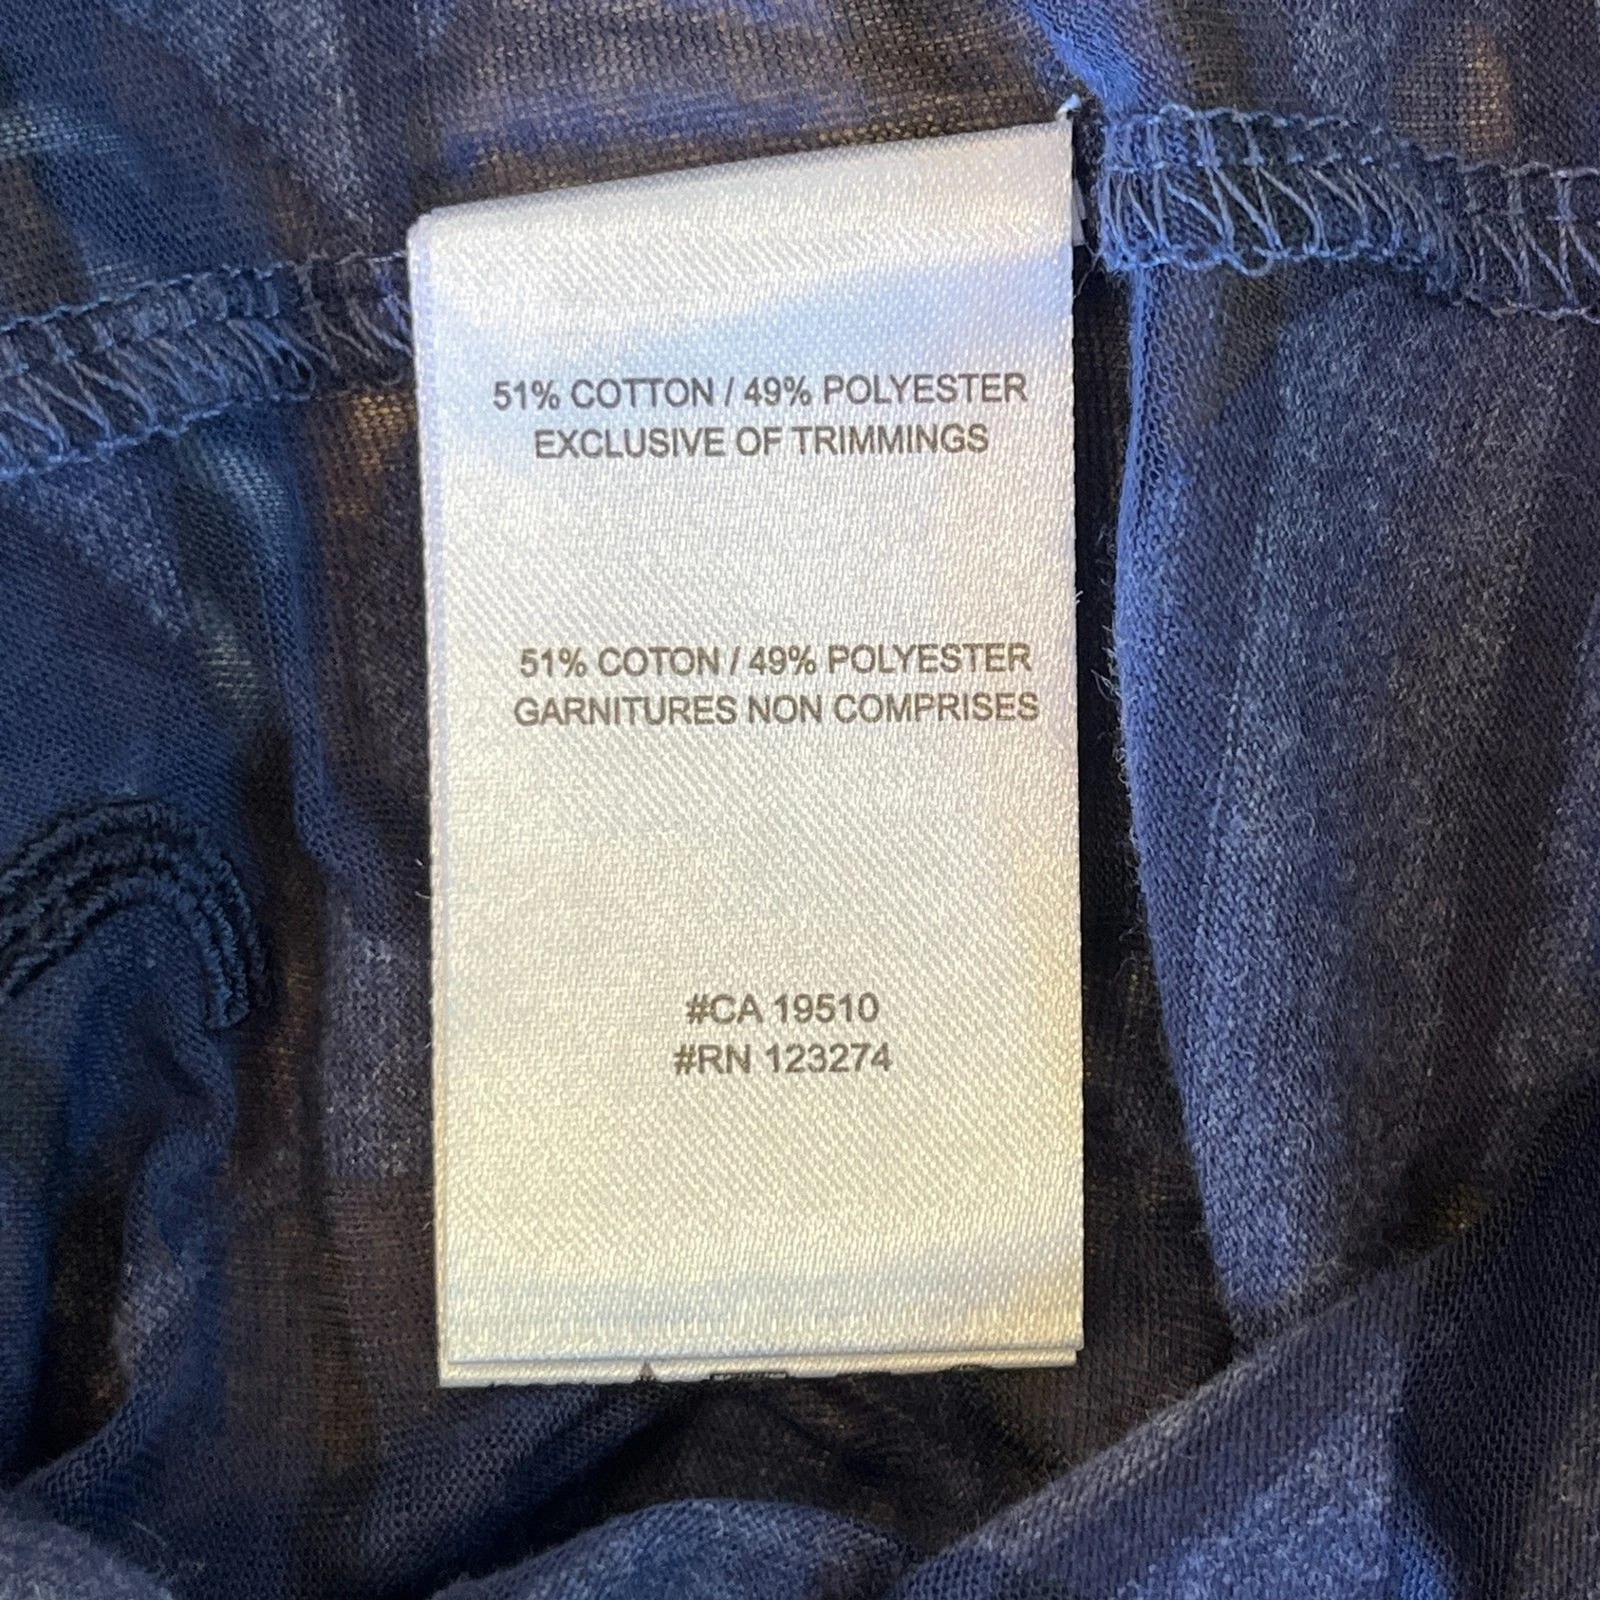 51% COTTON / 49% POLYESTER
EXCLUSIVE OF TRIMMINGS
51% COTON / 49% POLYESTER
GARNITURES NON COMPRISES
#CA 19510
#RN 123274